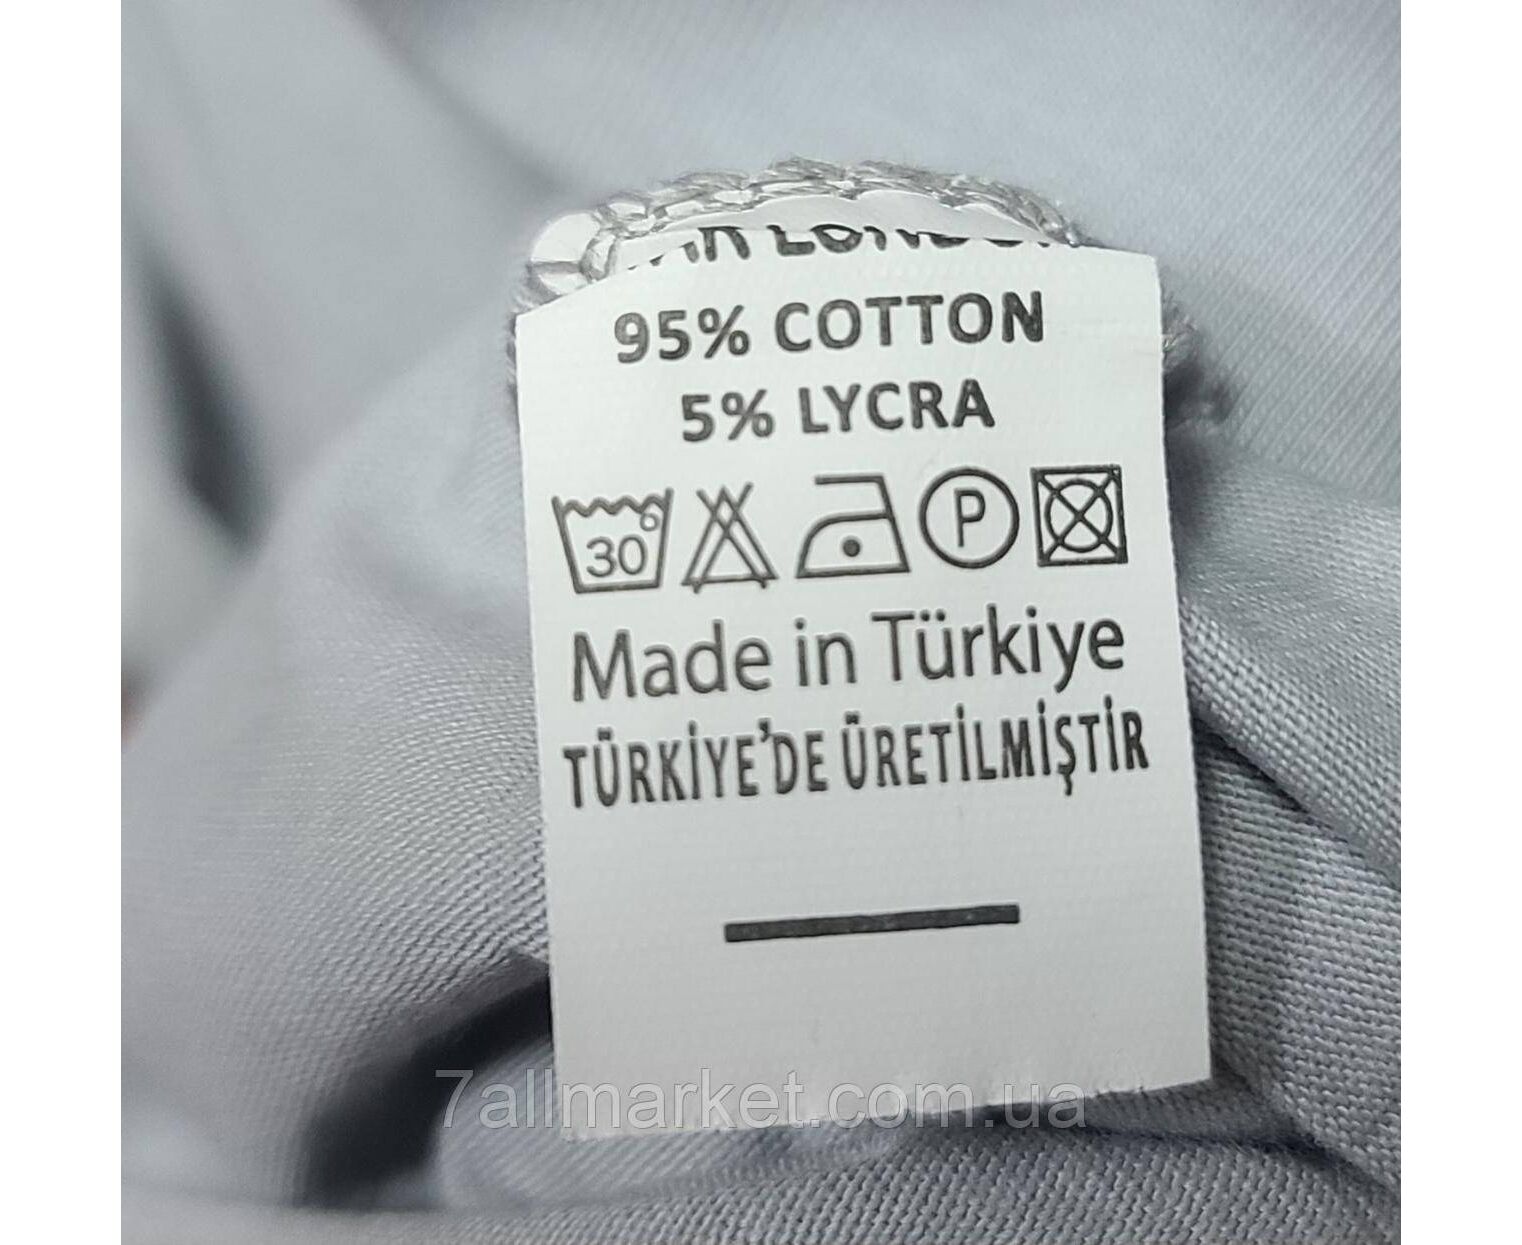 95% COTTON
5% LYCRA
30
P
Made in Türkiye
TÜRKİYE'DE ÜRETİLMİŞTİR
7allmarket.com.ua